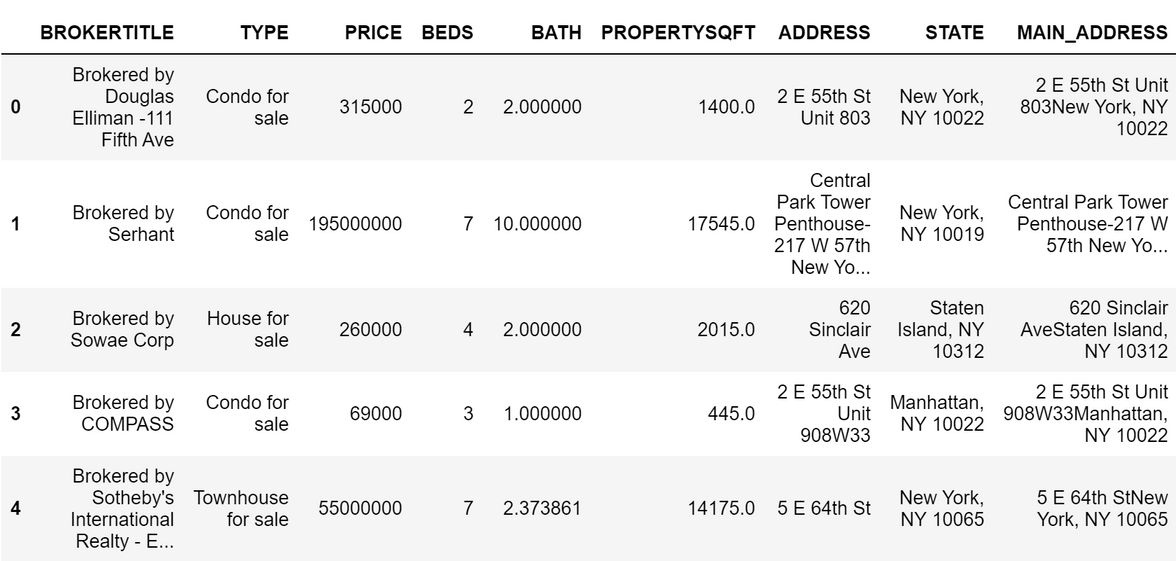 BROKERTITLE TYPE PRICE BEDS BATH PROPERTYSQFT ADDRESS STATE MAIN_ADDRESS
0 Brokered by Douglas Elliman -111 Fifth Ave Condo for sale 315000 2 2.000000 1400.0 2 E 55th St Unit 803 New York, NY 10022 2 E 55th St Unit 803New York, NY 10022
1 Brokered by Serhant Condo for sale 195000000 7 10.000000 17545.0 Central Park Tower Penthouse-217 W 57th New Yo... New York, NY 10019 Central Park Tower Penthouse-217 W 57th New Yo...
2 Brokered by Sowae Corp House for sale 260000 4 2.000000 2015.0 620 Sinclair Ave Staten Island, NY 10312 620 Sinclair AveStaten Island, NY 10312
3 Brokered by COMPASS Condo for sale 69000 3 1.000000 445.0 2 E 55th St Unit 908W33 Manhattan, NY 10022 2 E 55th St Unit 908W33Manhattan, NY 10022
4 Brokered by Sotheby's International Realty - E... Townhouse for sale 55000000 7 2.373861 14175.0 5 E 64th St New York, NY 10065 5 E 64th StNew York, NY 10065